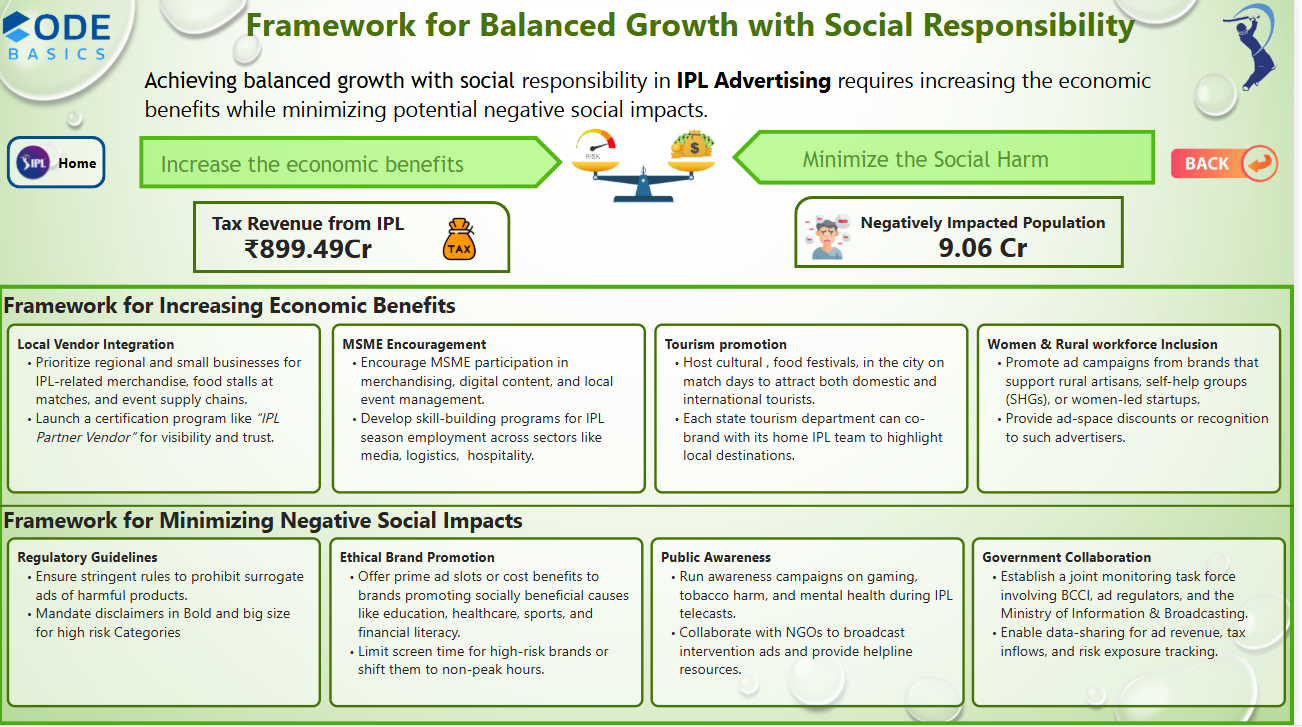 Framework for Balanced Growth with Social Responsibility
CODE
BASICS
Achieving balanced growth with social responsibility in IPL Advertising requires increasing the economic
benefits while minimizing potential negative social impacts.
IPL
Home
Increase the economic benefits
RISK
$
Minimize the Social Harm
BACK
Tax Revenue from IPL
₹899.49Cr
TAX
Negatively Impacted Population
9.06 Cr
Framework for Increasing Economic Benefits
Local Vendor Integration
• Prioritize regional and small businesses for
IPL-related merchandise, food stalls at
matches, and event supply chains.
• Launch a certification program like “IPL
Partner Vendor” for visibility and trust.
MSME Encouragement
• Encourage MSME participation in
merchandising, digital content, and local
event management.
• Develop skill-building programs for IPL
season employment across sectors like
media, logistics,  hospitality.
Tourism promotion
• Host cultural , food festivals, in the city on
match days to attract both domestic and
international tourists.
• Each state tourism department can co-
brand with its home IPL team to highlight
local destinations.
Women & Rural workforce Inclusion
• Promote ad campaigns from brands that
support rural artisans, self-help groups
(SHGs), or women-led startups.
• Provide ad-space discounts or recognition
to such advertisers.
Framework for Minimizing Negative Social Impacts
Regulatory Guidelines
• Ensure stringent rules to prohibit surrogate
ads of harmful products.
• Mandate disclaimers in Bold and big size
for high risk Categories
Ethical Brand Promotion
• Offer prime ad slots or cost benefits to
brands promoting socially beneficial causes
like education, healthcare, sports, and
financial literacy.
• Limit screen time for high-risk brands or
shift them to non-peak hours.
Public Awareness
• Run awareness campaigns on gaming,
tobacco harm, and mental health during IPL
telecasts.
• Collaborate with NGOs to broadcast
intervention ads and provide helpline
resources.
Government Collaboration
• Establish a joint monitoring task force
involving BCCI, ad regulators, and the
Ministry of Information & Broadcasting.
• Enable data-sharing for ad revenue, tax
inflows, and risk exposure tracking.